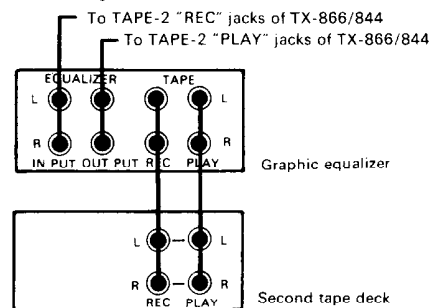 To TAPE-2 "REC" jacks of TX-866/844
To TAPE-2 "PLAY" jacks of TX-866/844
EQUALIZER TAPE
L L
R R
IN PUT OUT PUT REC PLAY
Graphic equalizer
L L
R R
REC PLAY
Second tape deck